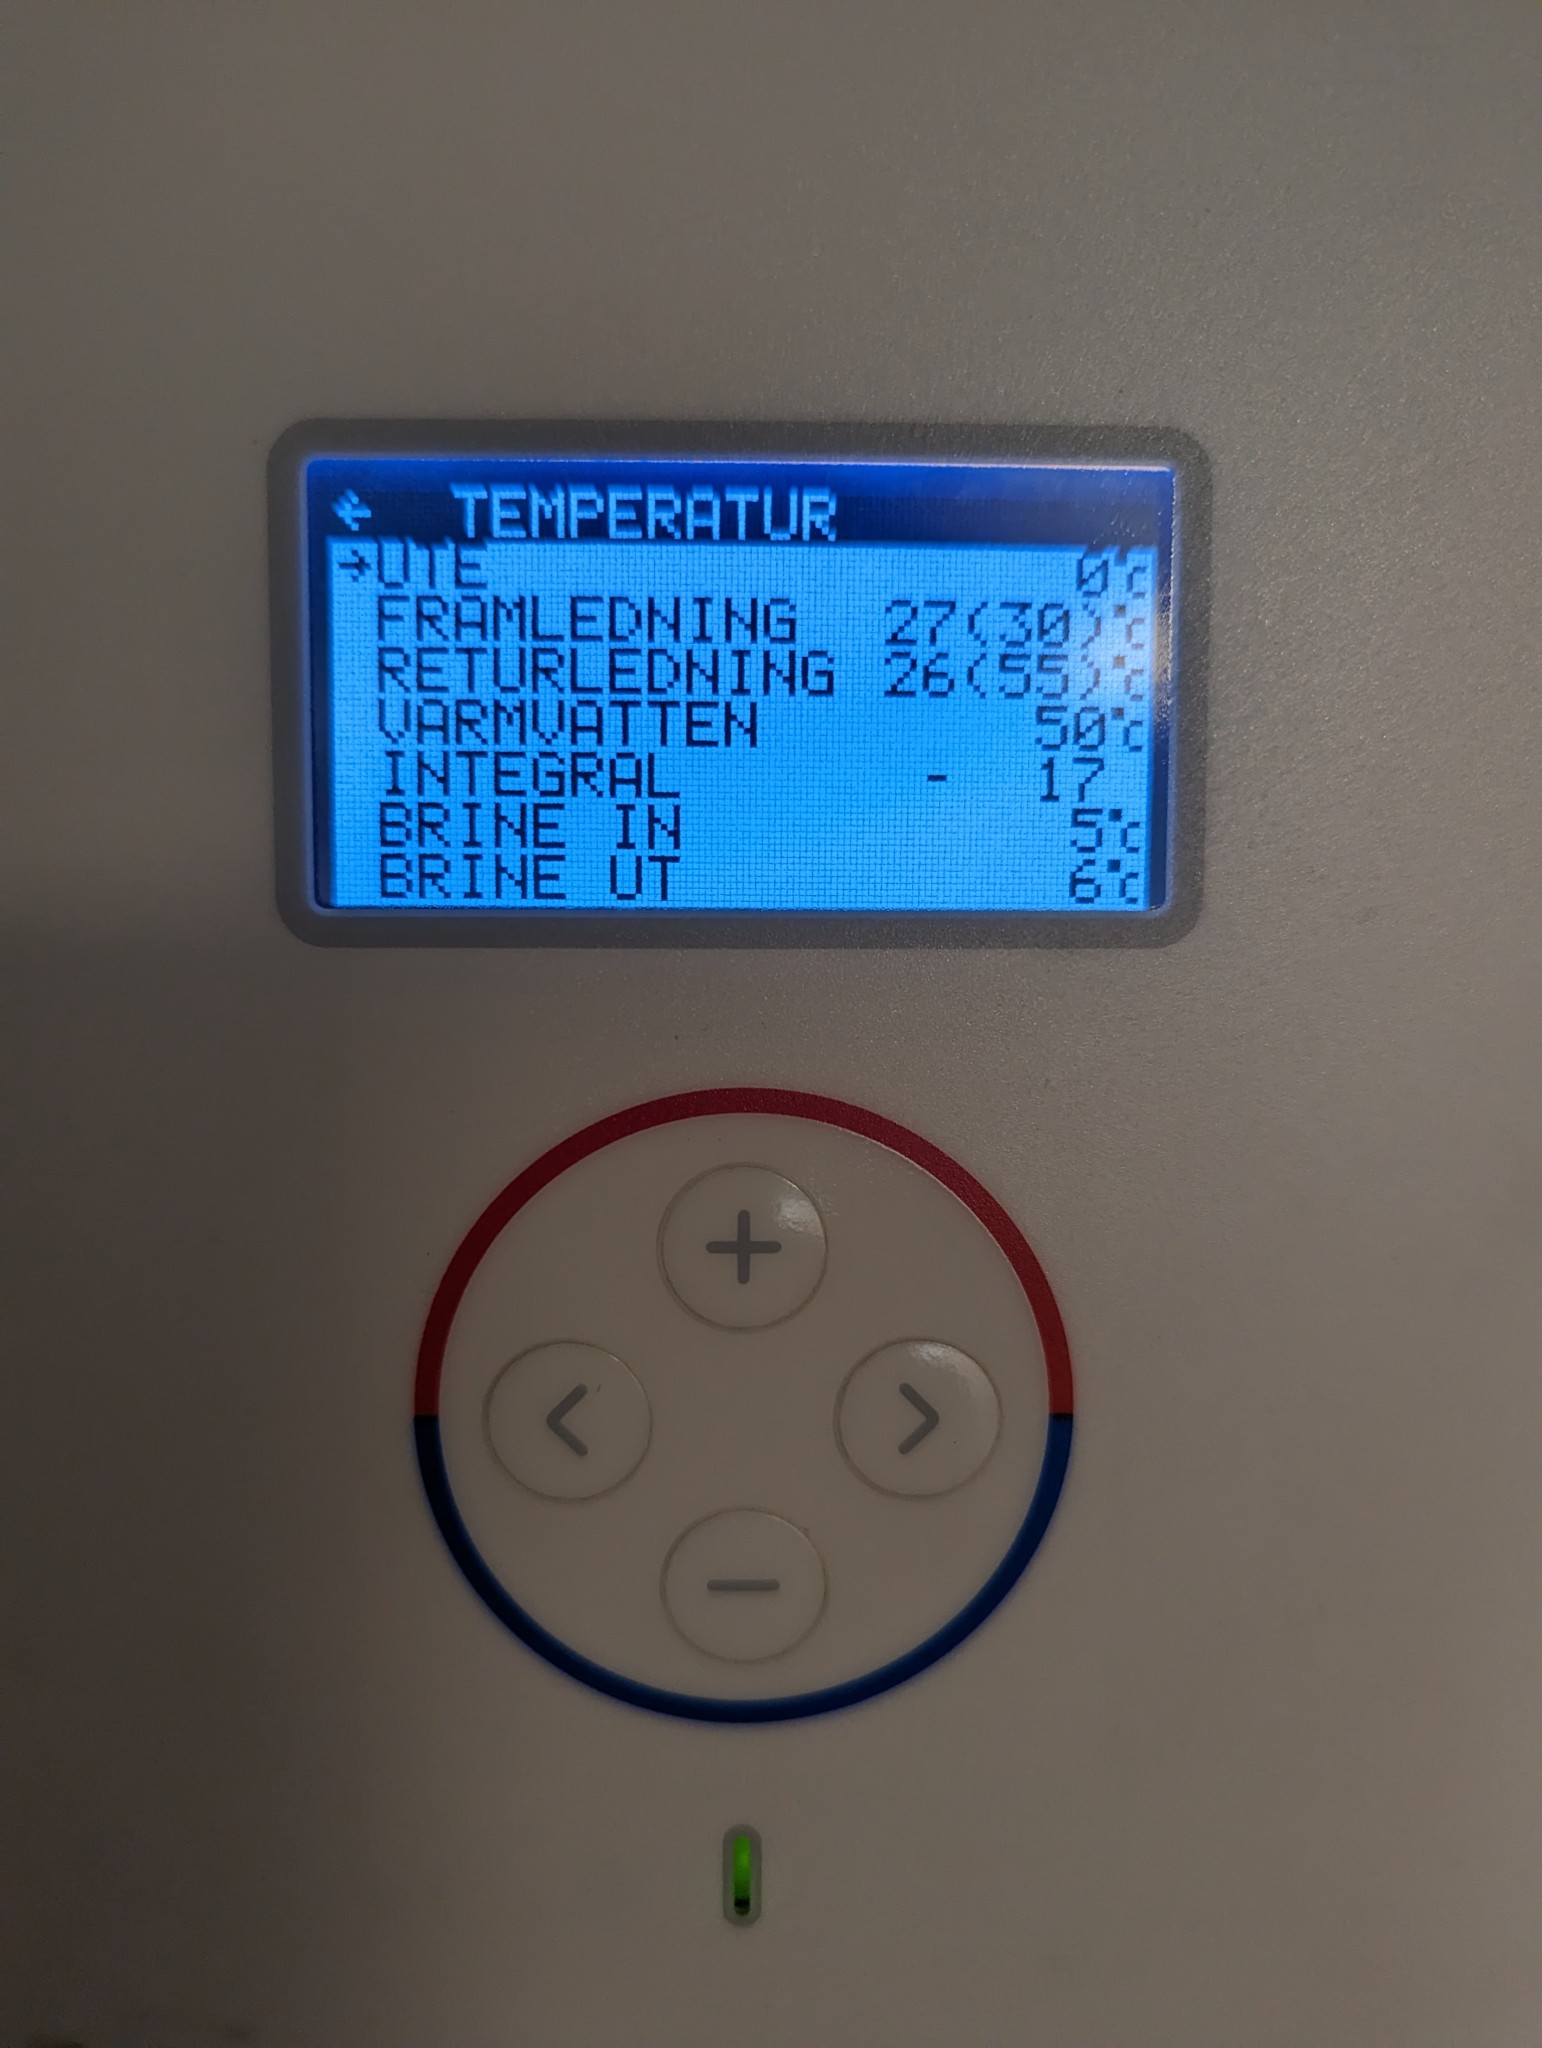 ← TEMPERATUR
→UTE 0°C
FRAMLEDNING 27(30)°C
RETURLEDNING 26(55)°C
VARMVATTEN 50°C
INTEGRAL - 17
BRINE IN 5°C
BRINE UT 6°C
+
< >
−